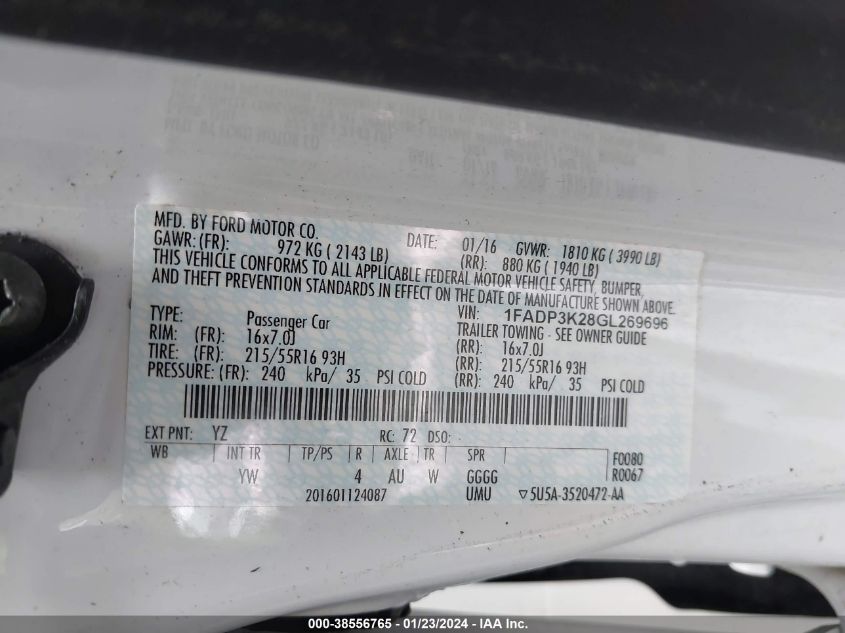 MFD. BY FORD MOTOR CO.
DATE: 01/16 GVWR: 1810 KG ( 3990 LB)
GAWR: (FR): 972 KG ( 2143 LB) (RR): 880 KG ( 1940 LB)
THIS VEHICLE CONFORMS TO ALL APPLICABLE FEDERAL MOTOR VEHICLE SAFETY, BUMPER,
AND THEFT PREVENTION STANDARDS IN EFFECT ON THE DATE OF MANUFACTURE SHOWN ABOVE.
VIN: 1FADP3K28GL269696
TYPE: Passenger Car TRAILER TOWING - SEE OWNER GUIDE
RIM: (FR): 16x7.0J (RR): 16x7.0J
TIRE: (FR): 215/55R16 93H (RR): 215/55R16 93H
PRESSURE: (FR): 240 kPa/ 35 PSI COLD (RR): 240 kPa/ 35 PSI COLD
EXT PNT: YZ RC: 72 DSO:
WB INT TR TP/PS R AXLE TR SPR F0080
YW 4 AU W GGGG R0067
201601124087 UMU ▽5U5A-3520472-AA
000-38556765 - 01/23/2024 - IAA Inc.